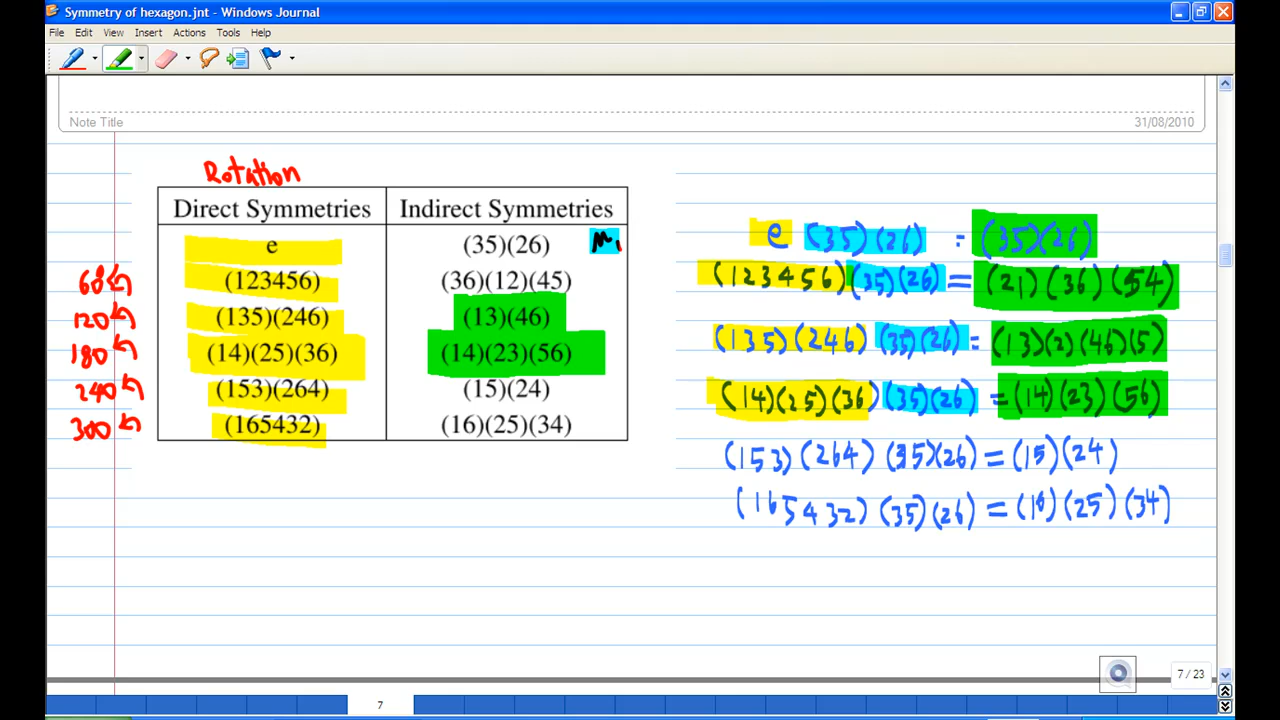 Symmetry of hexagon.jnt - Windows Journal
File Edit View Insert Actions Tools Help
Note Title
31/08/2010
Rotation
Direct Symmetries Indirect Symmetries
e (35)(26) M1
60 (123456) (36)(12)(45)
120 (135)(246) (13)(46)
180 (14)(25)(36) (14)(23)(56)
240 (153)(264) (15)(24)
300 (165432) (16)(25)(34)
e (35)(26) = (35)(26)
(123456)(35)(26) = (21)(36)(54)
(135)(246)(35)(26) = (13)(2)(46)(5)
(14)(25)(36)(35)(26) = (14)(23)(56)
(153)(264)(35)(26) = (15)(24)
(165432)(35)(26) = (16)(25)(34)
7 / 23
7